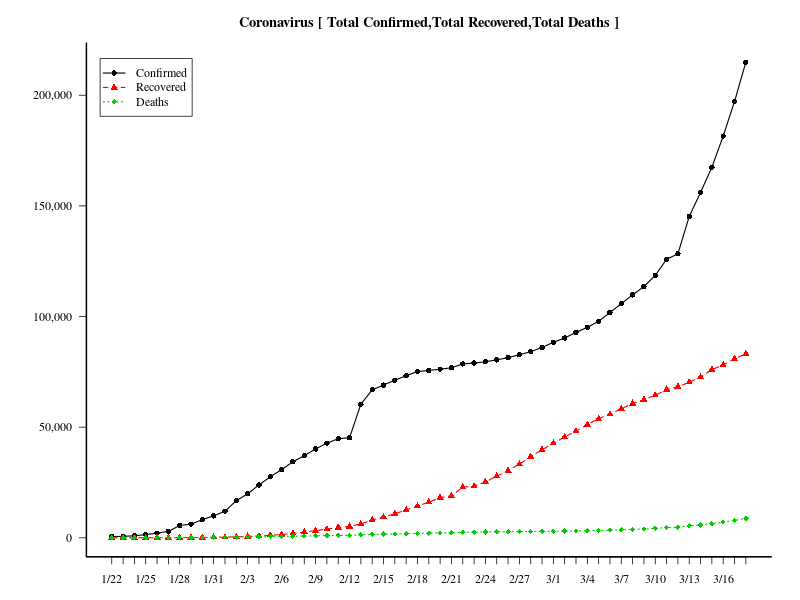 Coronavirus [ Total Confirmed,Total Recovered,Total Deaths ]
Confirmed
Recovered
Deaths
200,000
150,000
100,000
50,000
0
1/22 1/25 1/28 1/31 2/3 2/6 2/9 2/12 2/15 2/18 2/21 2/24 2/27 3/1 3/4 3/7 3/10 3/13 3/16